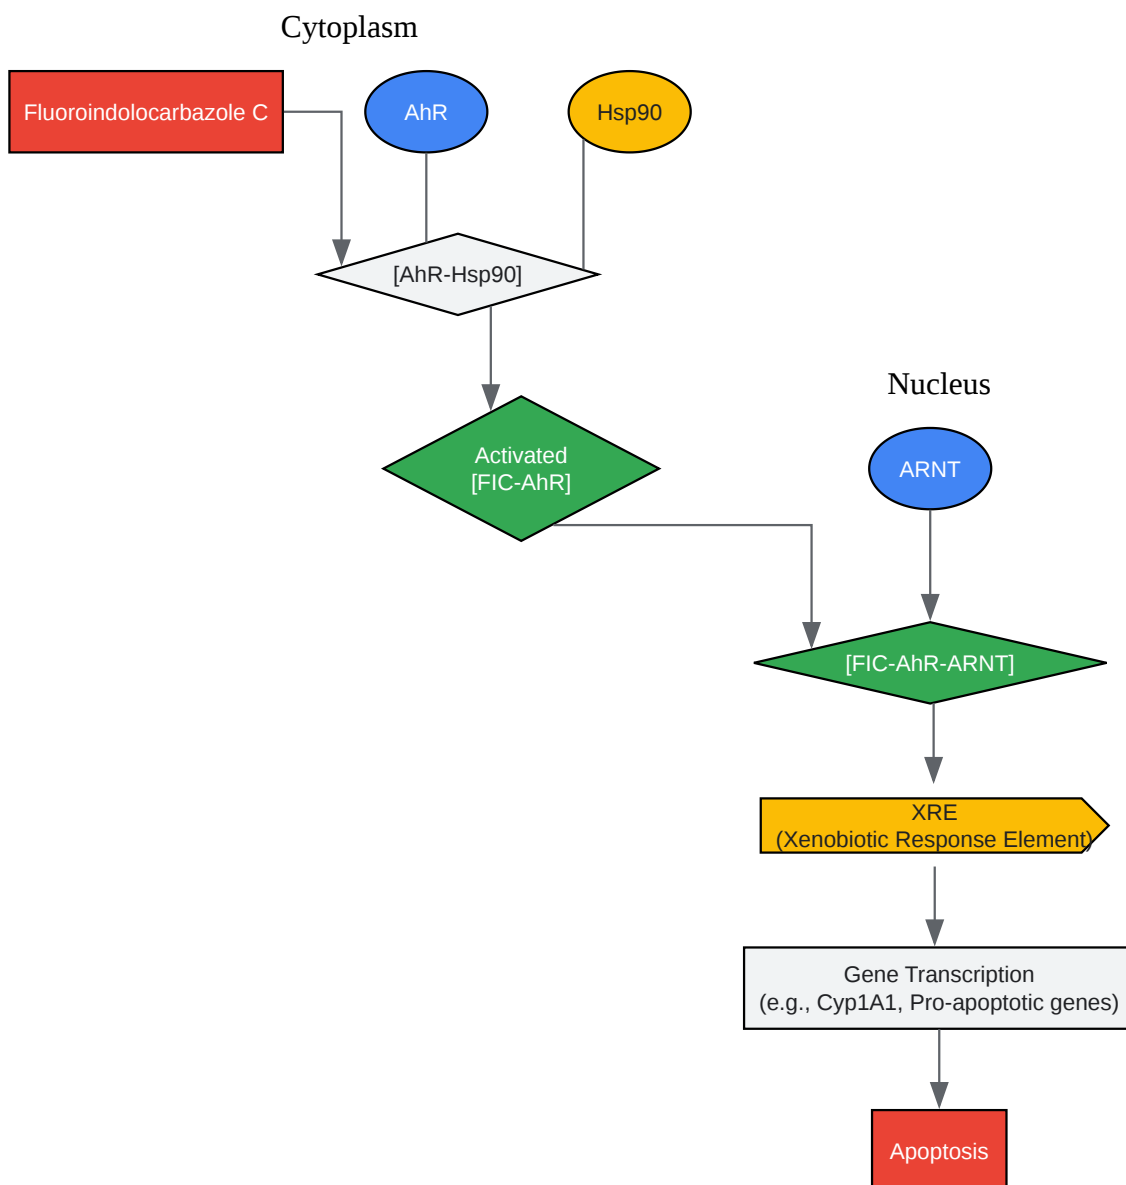 Cytoplasm
Fluoroindolocarbazole C
AhR
Hsp90
[AhR-Hsp90]
Activated
[FIC-AhR]
Nucleus
ARNT
[FIC-AhR-ARNT]
XRE
(Xenobiotic Response Element)
Gene Transcription
(e.g., Cyp1A1, Pro-apoptotic genes)
Apoptosis